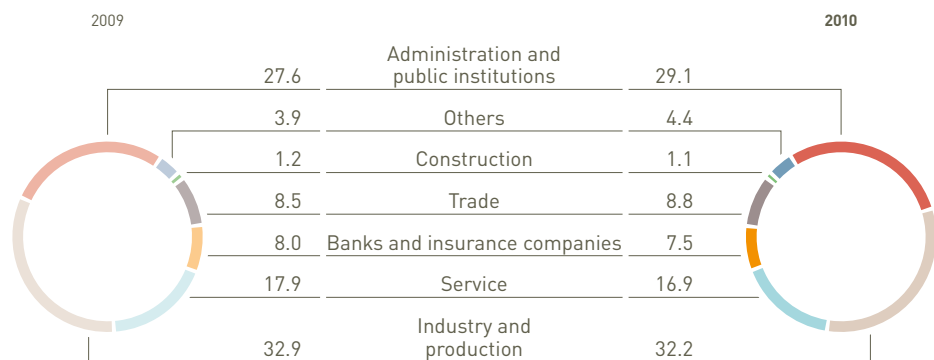 2009 2010
Administration and
27.6 public institutions 29.1
3.9 Others 4.4
1.2 Construction 1.1
8.5 Trade 8.8
8.0 Banks and insurance companies 7.5
17.9 Service 16.9
Industry and
32.9 production 32.2